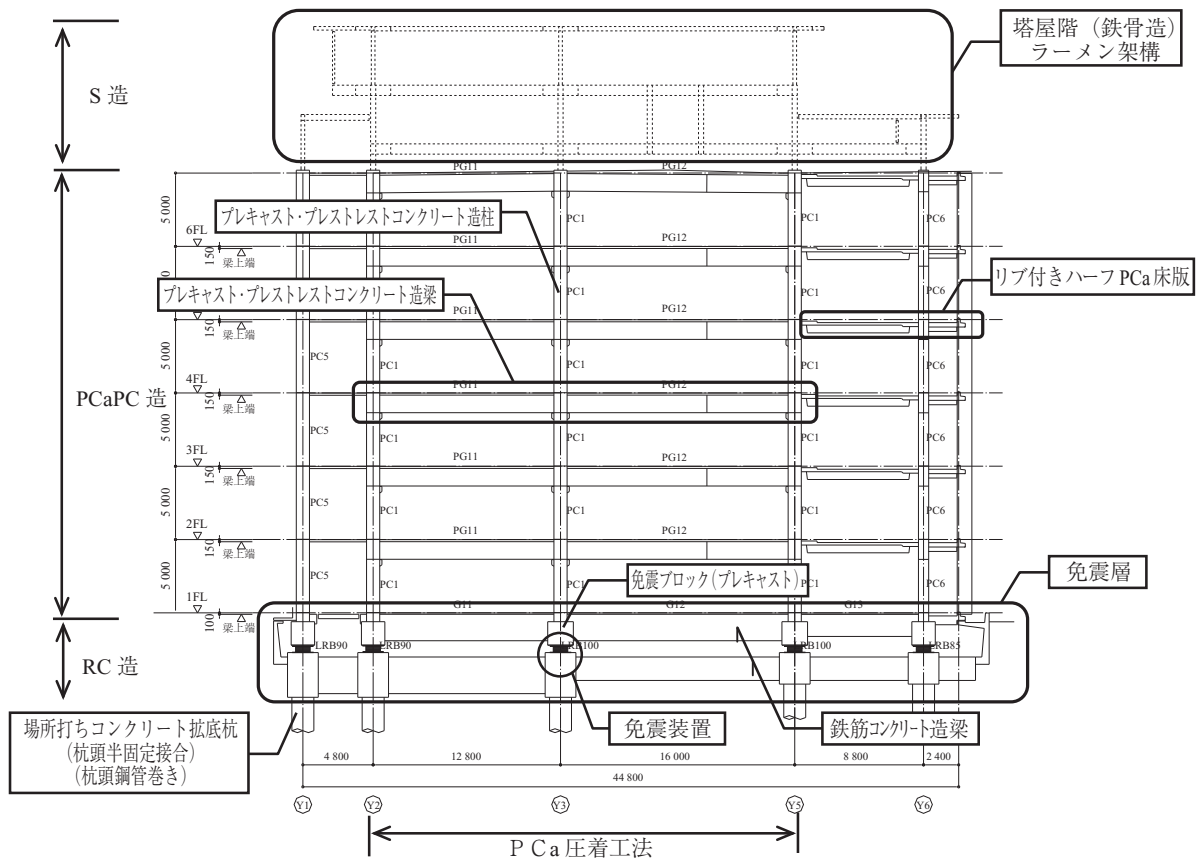 塔屋階（鉄骨造）
ラーメン架構
S 造
PG11
PG12
5 000
プレキャスト・プレストレストコンクリート造柱
PC1
PC1
PC6
6FL
150
梁上端
PG11
PG12
プレキャスト・プレストレストコンクリート造梁
リブ付きハーフ PCa 床版
PC1
PC1
PC6
PG11
PG12
150
梁上端
5 000
PC5
PC1
PC1
PC1
PC6
4FL
150
梁上端
PG11
PG12
PCaPC 造
5 000
PC5
PC1
PC1
PC1
PC6
3FL
150
梁上端
PG11
PG12
5 000
PC5
PC1
PC1
PC1
PC6
2FL
150
梁上端
PG11
PG12
5 000
PC5
PC1
PC1
PC1
PC6
免震ブロック（プレキャスト）
免震層
1FL
100
梁上端
G11
G12
G13
RC 造
LRB90
LRB90
LRB100
LRB100
LRB85
場所打ちコンクリート拡底杭
(杭頭半固定接合)
(杭頭鋼管巻き)
免震装置
鉄筋コンクリート造梁
4 800
12 800
16 000
8 800
2 400
44 800
Y1
Y2
Y3
Y5
Y6
ＰＣａ圧着工法